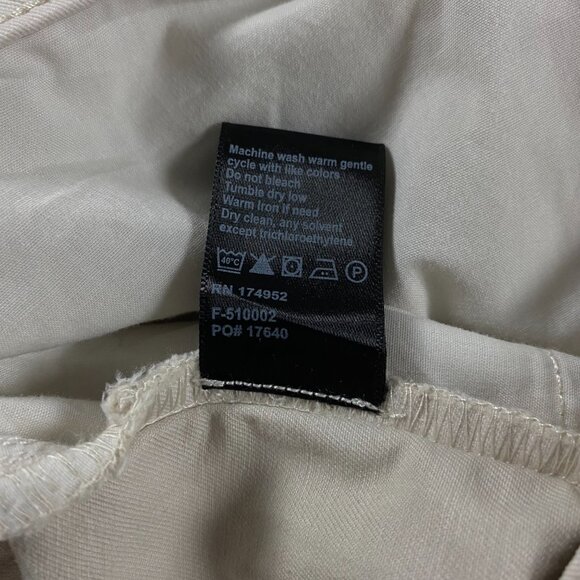 Machine wash warm gentle
cycle with like colors
Do not bleach
Tumble dry low
Warm Iron if need
Dry clean, any solvent
except trichloroethylene
40°C P
RN 174952
F-510002
PO# 17640